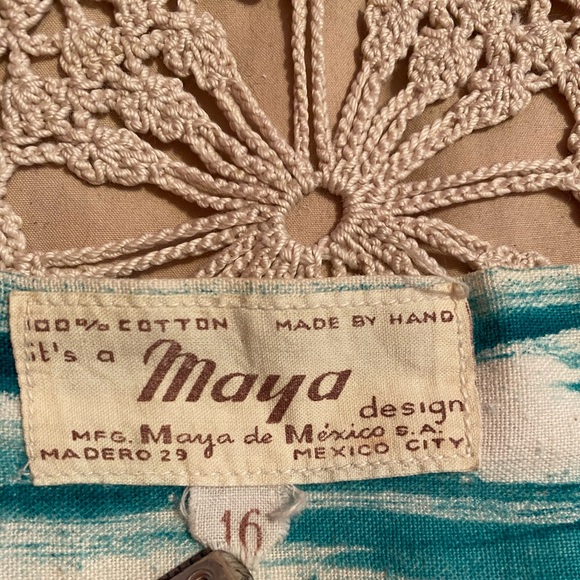 100% COTTON MADE BY HAND
it's a Maya design
MFG. Maya de México S.A.
MADERO 29 MEXICO CITY
16